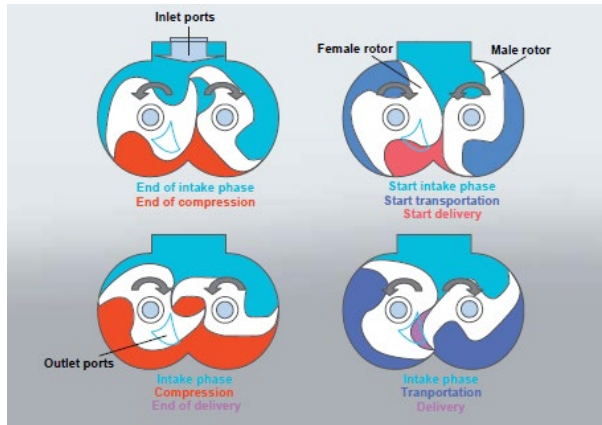 Inlet ports
Female rotor
Male rotor
End of intake phase
End of compression
Start intake phase
Start transportation
Start delivery
Outlet ports
Intake phase
Compression
End of delivery
Intake phase
Tranportation
Delivery